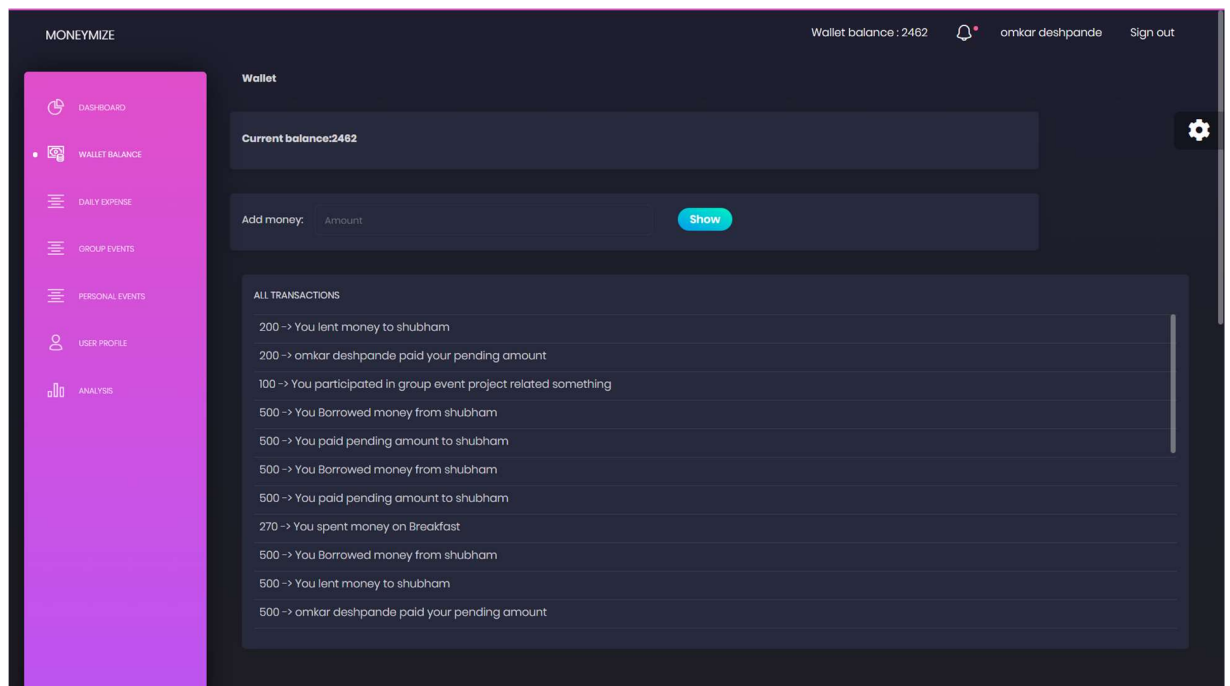 MONEYMIZE
Wallet balance : 2462
omkar deshpande
Sign out
DASHBOARD
WALLET BALANCE
DAILY EXPENSE
GROUP EVENTS
PERSONAL EVENTS
USER PROFILE
ANALYSIS
Wallet
Current balance:2462
Add money: Amount Show
ALL TRANSACTIONS
200 -> You lent money to shubham
200 -> omkar deshpande paid your pending amount
100 -> You participated in group event project related something
500 -> You Borrowed money from shubham
500 -> You paid pending amount to shubham
500 -> You Borrowed money from shubham
500 -> You paid pending amount to shubham
270 -> You spent money on Breakfast
500 -> You Borrowed money from shubham
500 -> You lent money to shubham
500 -> omkar deshpande paid your pending amount